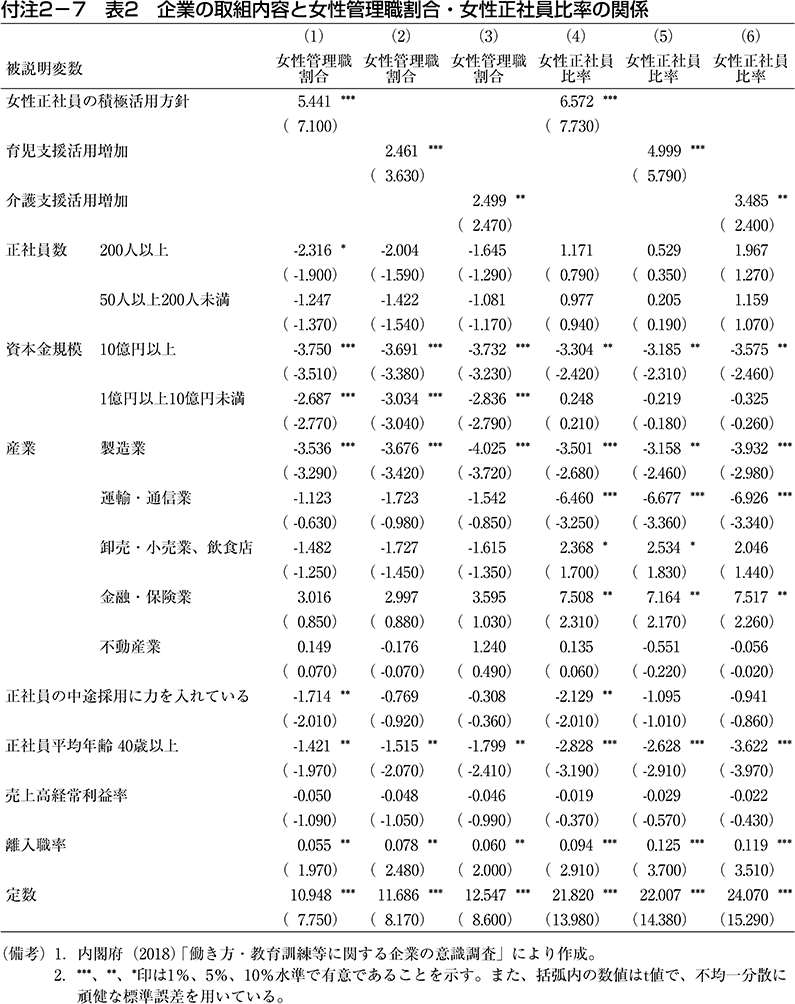 付注2－7　表2　企業の取組内容と女性管理職割合・女性正社員比率の関係
(1) (2) (3) (4) (5) (6)
被説明変数 女性管理職割合 女性管理職割合 女性管理職割合 女性正社員比率 女性正社員比率 女性正社員比率
女性正社員の積極活用方針 5.441 *** 6.572 ***
( 7.100) ( 7.730)
育児支援活用増加 2.461 *** 4.999 ***
( 3.630) ( 5.790)
介護支援活用増加 2.499 ** 3.485 **
( 2.470) ( 2.400)
正社員数 200人以上 -2.316 * -2.004 -1.645 1.171 0.529 1.967
(-1.900) (-1.590) (-1.290) ( 0.790) ( 0.350) ( 1.270)
50人以上200人未満 -1.247 -1.422 -1.081 0.977 0.205 1.159
(-1.370) (-1.540) (-1.170) ( 0.940) ( 0.190) ( 1.070)
資本金規模 10億円以上 -3.750 *** -3.691 *** -3.732 *** -3.304 ** -3.185 ** -3.575 **
(-3.510) (-3.380) (-3.230) (-2.420) (-2.310) (-2.460)
1億円以上10億円未満 -2.687 *** -3.034 *** -2.836 *** 0.248 -0.219 -0.325
(-2.770) (-3.040) (-2.790) ( 0.210) (-0.180) (-0.260)
産業 製造業 -3.536 *** -3.676 *** -4.025 *** -3.501 *** -3.158 ** -3.932 ***
(-3.290) (-3.420) (-3.720) (-2.680) (-2.460) (-2.980)
運輸・通信業 -1.123 -1.723 -1.542 -6.460 *** -6.677 *** -6.926 ***
(-0.630) (-0.980) (-0.850) (-3.250) (-3.360) (-3.340)
卸売・小売業、飲食店 -1.482 -1.727 -1.615 2.368 * 2.534 * 2.046
(-1.250) (-1.450) (-1.350) ( 1.700) ( 1.830) ( 1.440)
金融・保険業 3.016 2.997 3.595 7.508 ** 7.164 ** 7.517 **
( 0.850) ( 0.880) ( 1.030) ( 2.310) ( 2.170) ( 2.260)
不動産業 0.149 -0.176 1.240 0.135 -0.551 -0.056
( 0.070) (-0.070) ( 0.490) ( 0.060) (-0.220) (-0.020)
正社員の中途採用に力を入れている -1.714 ** -0.769 -0.308 -2.129 ** -1.095 -0.941
(-2.010) (-0.920) (-0.360) (-2.010) (-1.010) (-0.860)
正社員平均年齢 40歳以上 -1.421 ** -1.515 ** -1.799 ** -2.828 *** -2.628 *** -3.622 ***
(-1.970) (-2.070) (-2.410) (-3.190) (-2.910) (-3.970)
売上高経常利益率 -0.050 -0.048 -0.046 -0.019 -0.029 -0.022
(-1.090) (-1.050) (-0.990) (-0.370) (-0.570) (-0.430)
離入職率 0.055 ** 0.078 ** 0.060 ** 0.094 *** 0.125 *** 0.119 ***
( 1.970) ( 2.480) ( 2.000) ( 2.910) ( 3.700) ( 3.510)
定数 10.948 *** 11.686 *** 12.547 *** 21.820 *** 22.007 *** 24.070 ***
( 7.750) ( 8.170) ( 8.600) (13.980) (14.380) (15.290)
（備考）1．内閣府（2018）「働き方・教育訓練等に関する企業の意識調査」により作成。
2．***、**、*印は1％、5％、10％水準で有意であることを示す。また、括弧内の数値はt値で、不均一分散に
頑健な標準誤差を用いている。